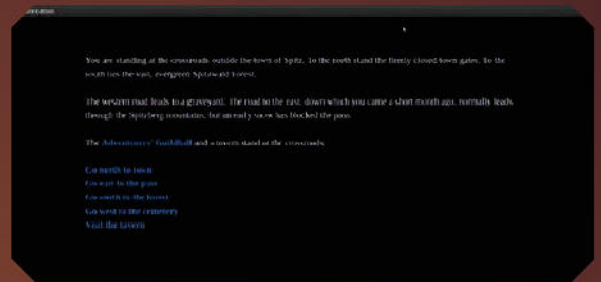 You are standing at the crossroads outside the town of Spitz. To the north stand the firmly closed town gates. To the
south lies the vast, evergreen Spitzwald Forest.
The western road leads to a graveyard. The road to the east, down which you came a short month ago, normally leads
through the Spitzberg mountains, but an early snow has blocked the pass.
The Adventurers' Guildhall and a tavern stand at the crossroads.
Go north to town
Go east to the pass
Go south to the forest
Go west to the cemetery
Visit the tavern